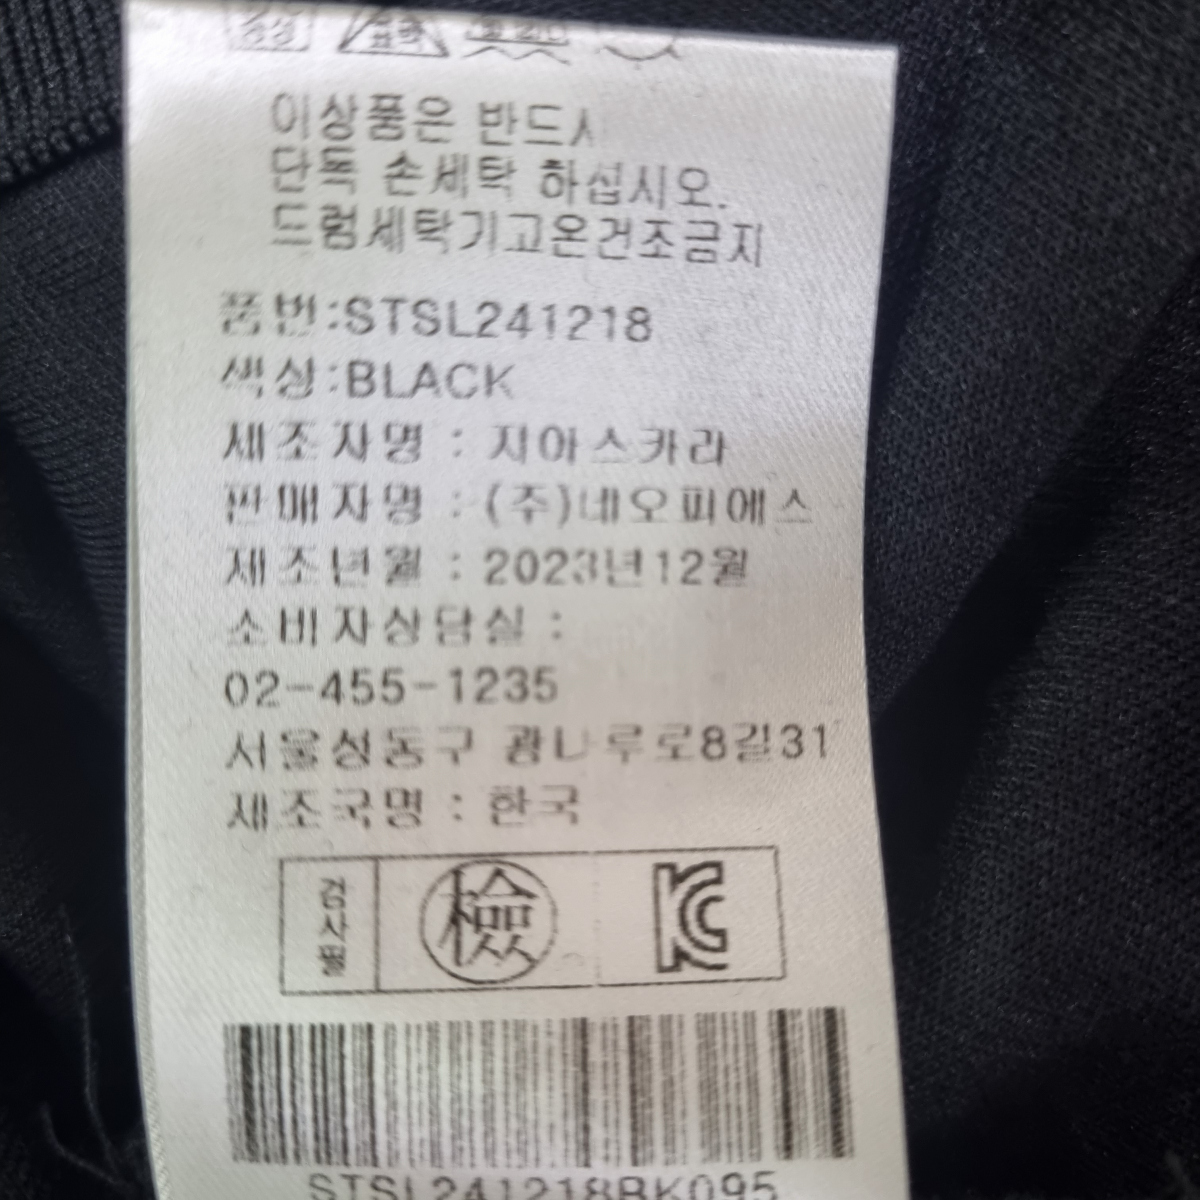 이상품은 반드시
단독 손세탁 하십시오.
드럼세탁기고온건조금지
품번:STSL241218
색상:BLACK
제조자명 : 지아스카라
판매자명 : (주)네오피에스
제조년월 : 2023년12월
소비자상담실 :
02-455-1235
서울성동구 광나루로8길31
제조국명 : 한국
검사필 檢 KC
STSL241218BK095